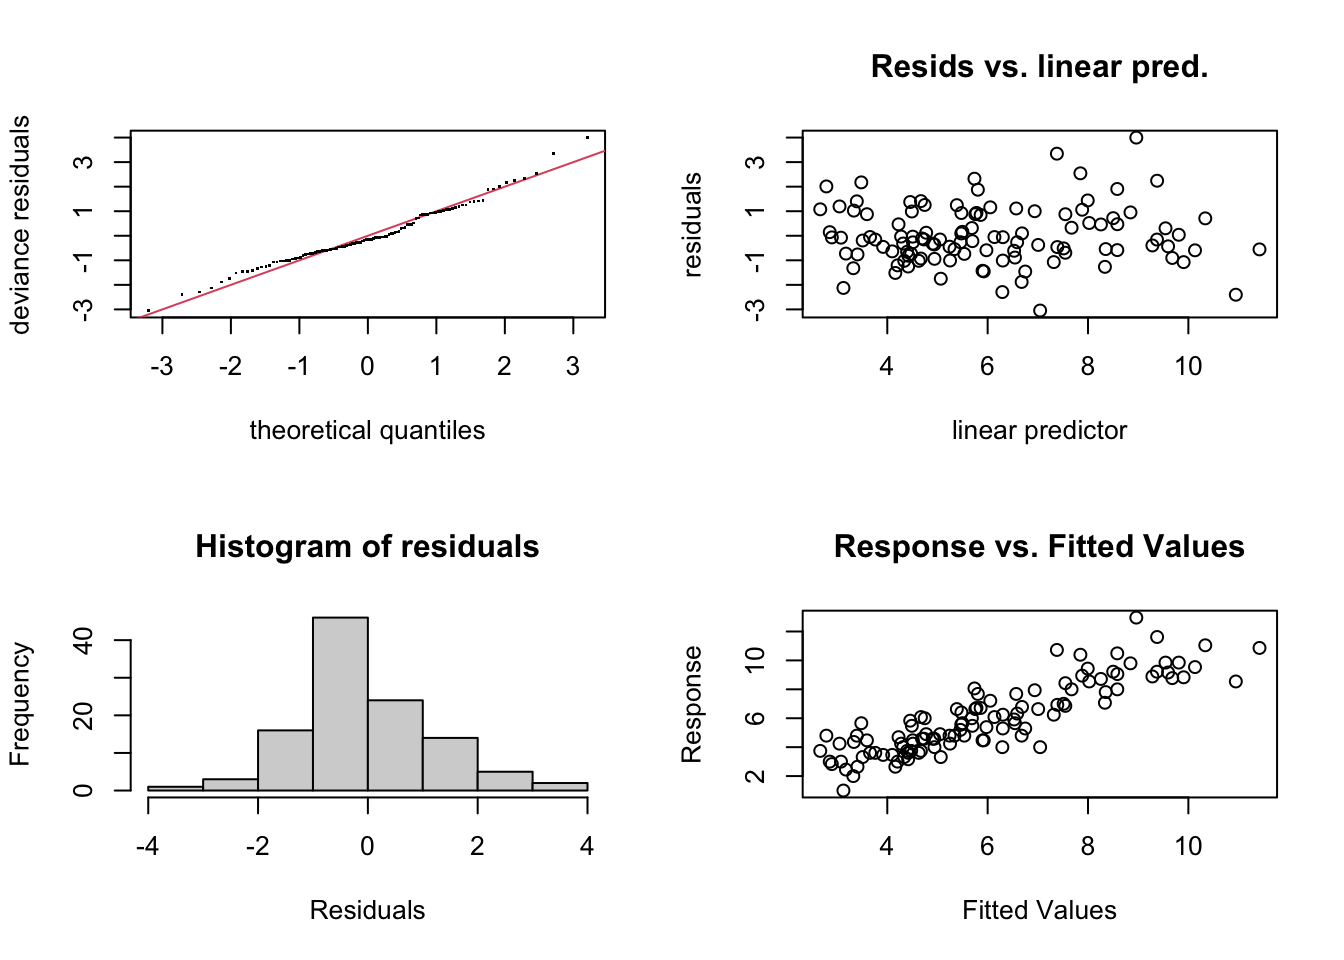 deviance residuals
3
1
-1
-3
-3 -2 -1 0 1 2 3
theoretical quantiles
Resids vs. linear pred.
residuals
3
1
-1
-3
4 6 8 10
linear predictor
Histogram of residuals
Frequency
40
20
0
-4 -2 0 2 4
Residuals
Response vs. Fitted Values
Response
10
6
2
4 6 8 10
Fitted Values